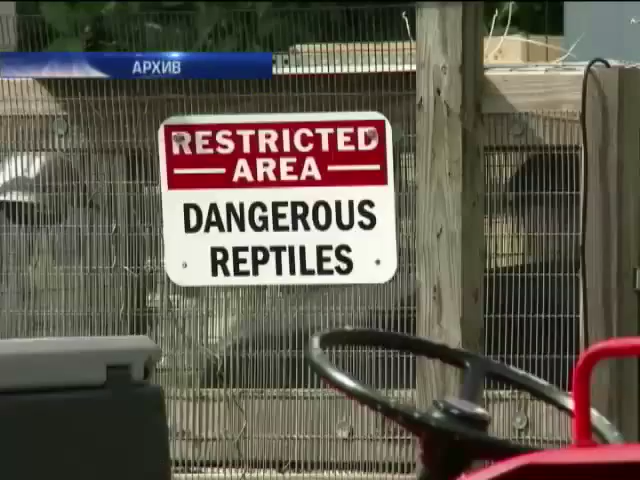 АРХИВ
RESTRICTED
AREA
DANGEROUS
REPTILES